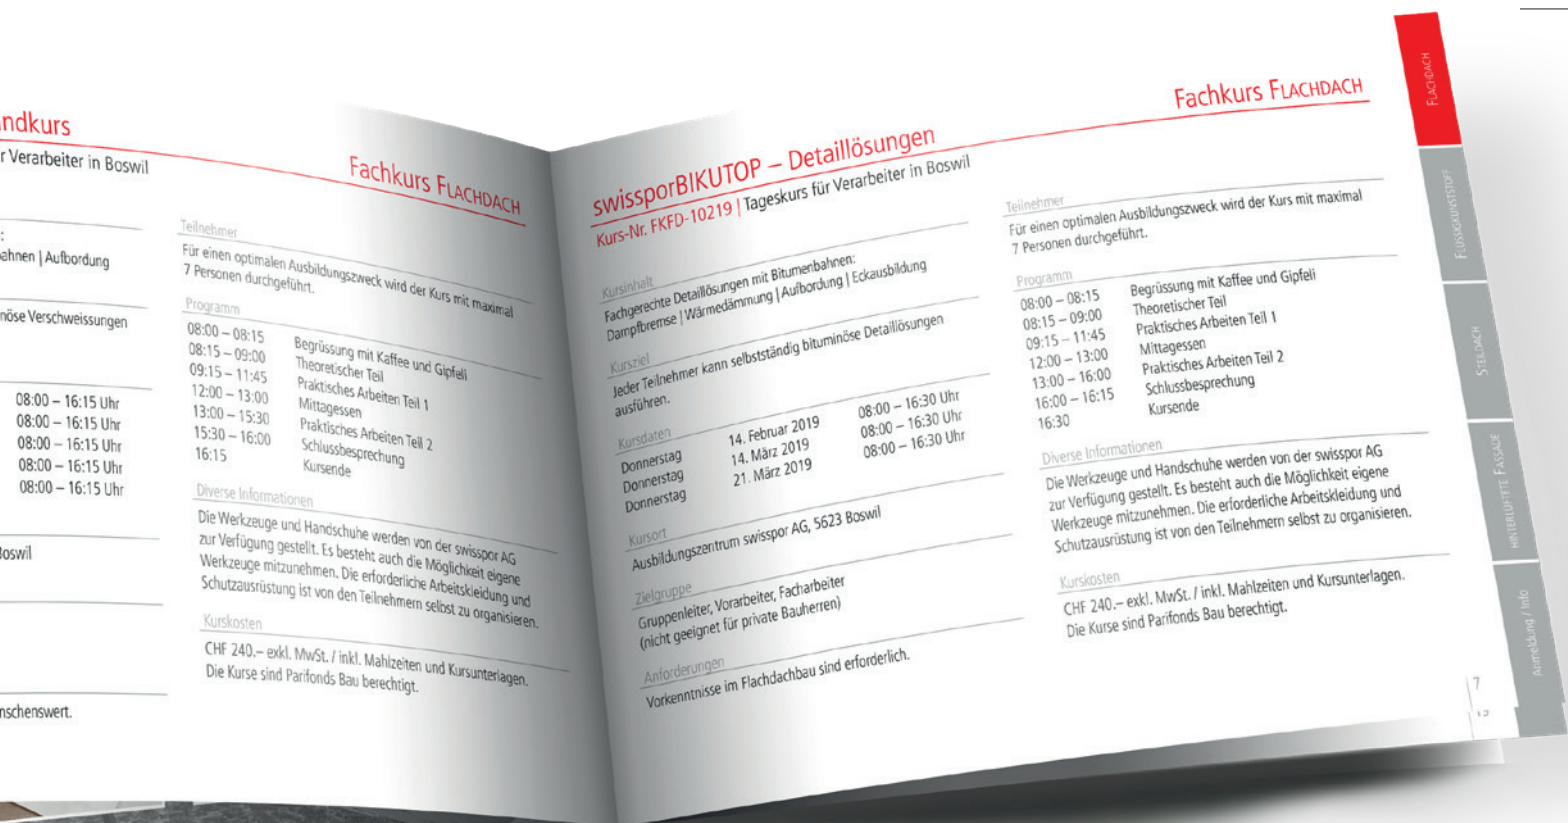 ndkurs
r Verarbeiter in Boswil
:
ahnen | Aufbordung
nöse Verschweissungen
08:00 – 16:15 Uhr
08:00 – 16:15 Uhr
08:00 – 16:15 Uhr
08:00 – 16:15 Uhr
08:00 – 16:15 Uhr
Boswil
nschenswert.
Fachkurs FLACHDACH
Teilnehmer
Für einen optimalen Ausbildungszweck wird der Kurs mit maximal
7 Personen durchgeführt.
Programm
08:00 – 08:15 Begrüssung mit Kaffee und Gipfeli
08:15 – 09:00 Theoretischer Teil
09:15 – 11:45 Praktisches Arbeiten Teil 1
12:00 – 13:00 Mittagessen
13:00 – 15:30 Praktisches Arbeiten Teil 2
15:30 – 16:00 Schlussbesprechung
16:15 Kursende
Diverse Informationen
Die Werkzeuge und Handschuhe werden von der swisspor AG
zur Verfügung gestellt. Es besteht auch die Möglichkeit eigene
Werkzeuge mitzunehmen. Die erforderliche Arbeitskleidung und
Schutzausrüstung ist von den Teilnehmern selbst zu organisieren.
Kurskosten
CHF 240.– exkl. MwSt. / inkl. Mahlzeiten und Kursunterlagen.
Die Kurse sind Parifonds Bau berechtigt.
swissporBIKUTOP – Detaillösungen
Kurs-Nr. FKFD-10219 | Tageskurs für Verarbeiter in Boswil
Kursinhalt
Fachgerechte Detaillösungen mit Bitumenbahnen:
Dampfbremse | Wärmedämmung | Aufbordung | Eckausbildung
Kursziel
Jeder Teilnehmer kann selbstständig bituminöse Detaillösungen
ausführen.
Kursdaten
Donnerstag 14. Februar 2019 08:00 – 16:30 Uhr
Donnerstag 14. März 2019 08:00 – 16:30 Uhr
Donnerstag 21. März 2019 08:00 – 16:30 Uhr
Kursort
Ausbildungszentrum swisspor AG, 5623 Boswil
Zielgruppe
Gruppenleiter, Vorarbeiter, Facharbeiter
(nicht geeignet für private Bauherren)
Anforderungen
Vorkenntnisse im Flachdachbau sind erforderlich.
Fachkurs FLACHDACH
Teilnehmer
Für einen optimalen Ausbildungszweck wird der Kurs mit maximal
7 Personen durchgeführt.
Programm
08:00 – 08:15 Begrüssung mit Kaffee und Gipfeli
08:15 – 09:00 Theoretischer Teil
09:15 – 11:45 Praktisches Arbeiten Teil 1
12:00 – 13:00 Mittagessen
13:00 – 16:00 Praktisches Arbeiten Teil 2
16:00 – 16:15 Schlussbesprechung
16:30 Kursende
Diverse Informationen
Die Werkzeuge und Handschuhe werden von der swisspor AG
zur Verfügung gestellt. Es besteht auch die Möglichkeit eigene
Werkzeuge mitzunehmen. Die erforderliche Arbeitskleidung und
Schutzausrüstung ist von den Teilnehmern selbst zu organisieren.
Kurskosten
CHF 240.– exkl. MwSt. / inkl. Mahlzeiten und Kursunterlagen.
Die Kurse sind Parifonds Bau berechtigt.
7
FLACHDACH
FLÜSSIGKUNSTSTOFF
STEILDACH
HINTERLÜFTETE FASSADE
Anmeldung / Info